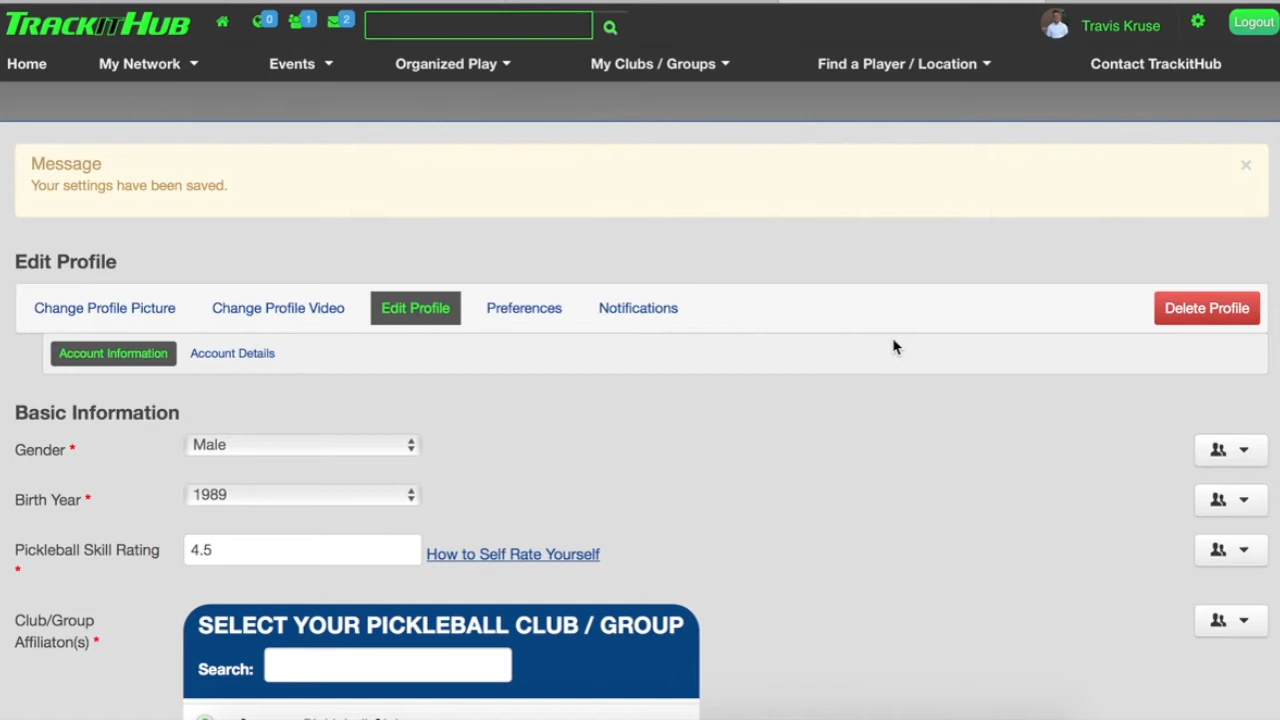 TRACKITHUB
0
1
2
Travis Kruse
Logout
Home
My Network
Events
Organized Play
My Clubs / Groups
Find a Player / Location
Contact TrackitHub
Message
×
Your settings have been saved.
Edit Profile
Change Profile Picture
Change Profile Video
Edit Profile
Preferences
Notifications
Delete Profile
Account Information
Account Details
Basic Information
Gender *
Male
Birth Year *
1989
Pickleball Skill Rating
*
4.5
How to Self Rate Yourself
Club/Group
Affiliaton(s) *
SELECT YOUR PICKLEBALL CLUB / GROUP
Search: